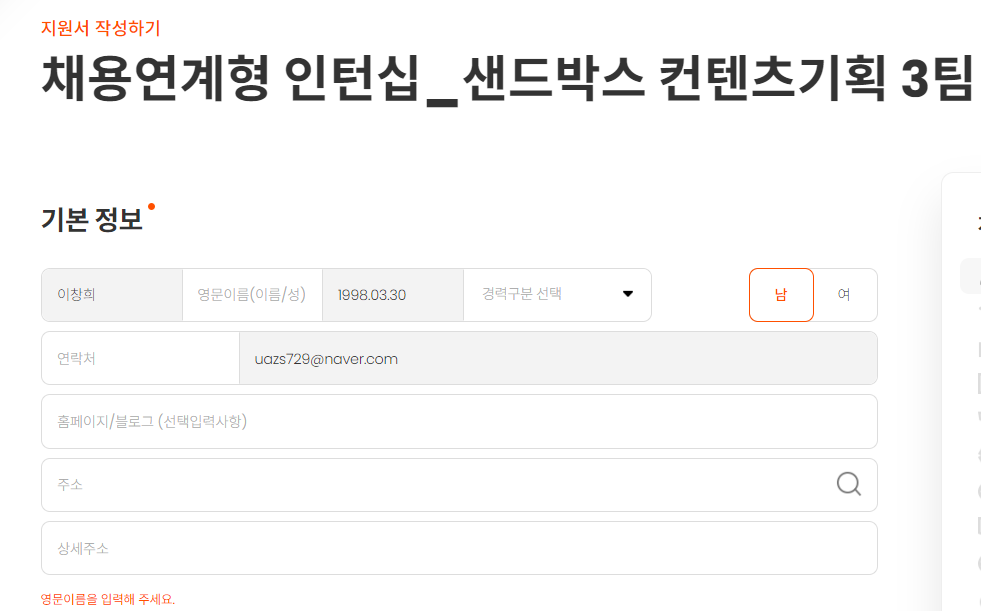 지원서 작성하기
채용연계형 인턴십_샌드박스 컨텐츠기획 3팀
기본 정보
이창희 영문이름(이름/성) 1998.03.30 경력구분 선택 남 여
연락처 uazs729@naver.com
홈페이지/블로그 (선택입력사항)
주소
상세주소
영문이름을 입력해 주세요.